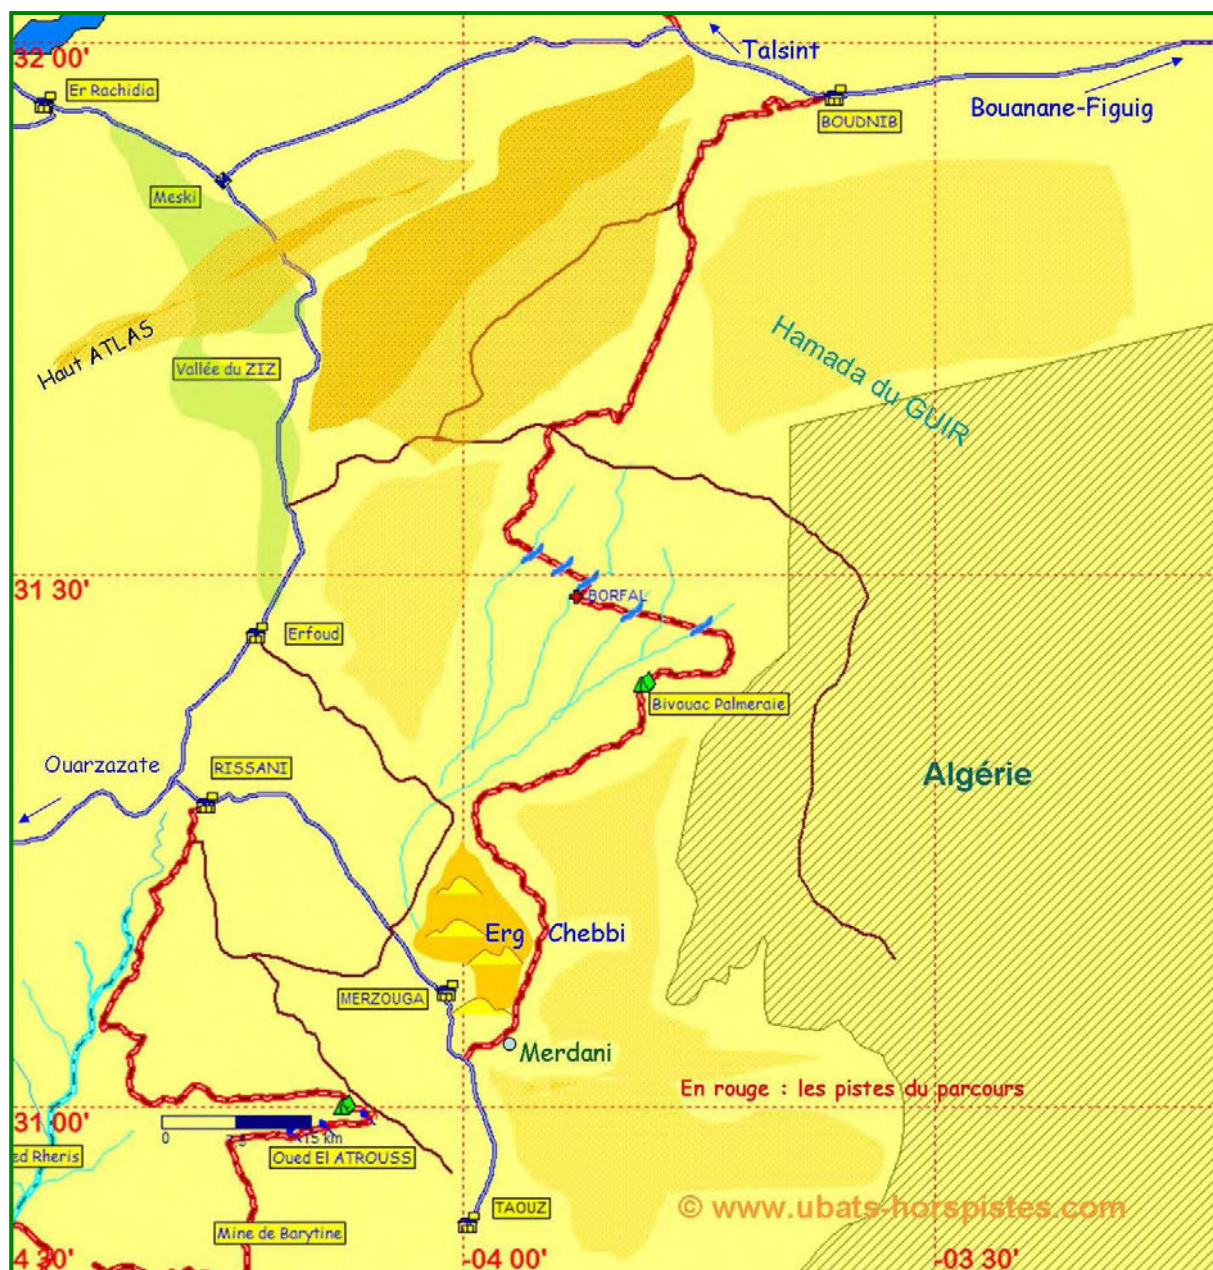 Talsint
32 00'
Er Rachidia
Bouanane-Figuig
BOUDNIB
Meski
Haut ATLAS
Vallée du ZIZ
Hamada du GUIR
31 30'
BORFAL
Erfoud
Bivouac Palmeraie
Ouarzazate
RISSANI
Algérie
Erg Chebbi
MERZOUGA
Merdani
En rouge : les pistes du parcours
31 00'
0
15 km
ed Rheris
Oued El ATROUSS
TAOUZ
© www.ubats-horspistes.com
Mine de Barytine
4 30'
-04 00'
-03 30'